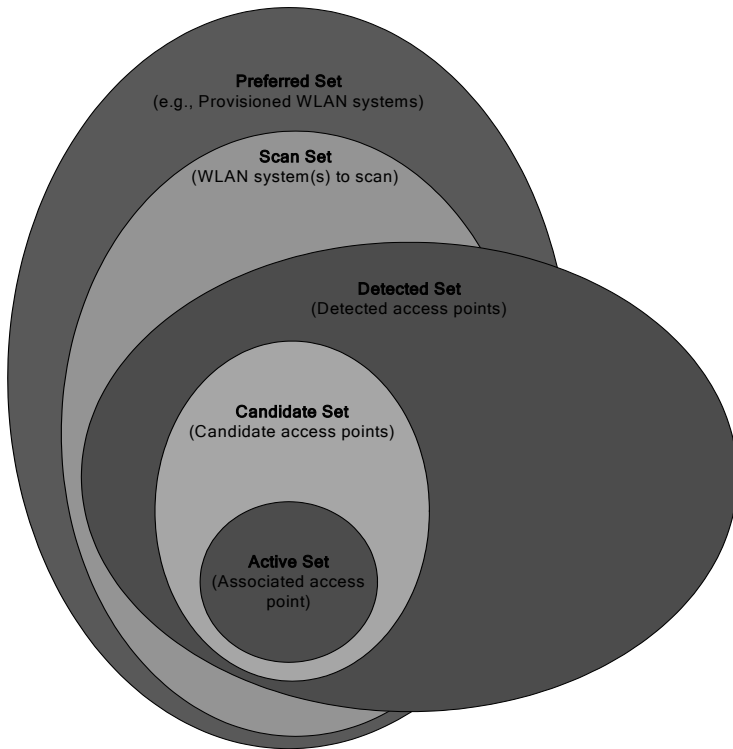 Preferred Set
(e.g., Provisioned WLAN systems)
Scan Set
(WLAN system(s) to scan)
Detected Set
(Detected access points)
Candidate Set
(Candidate access points)
Active Set
(Associated access
point)